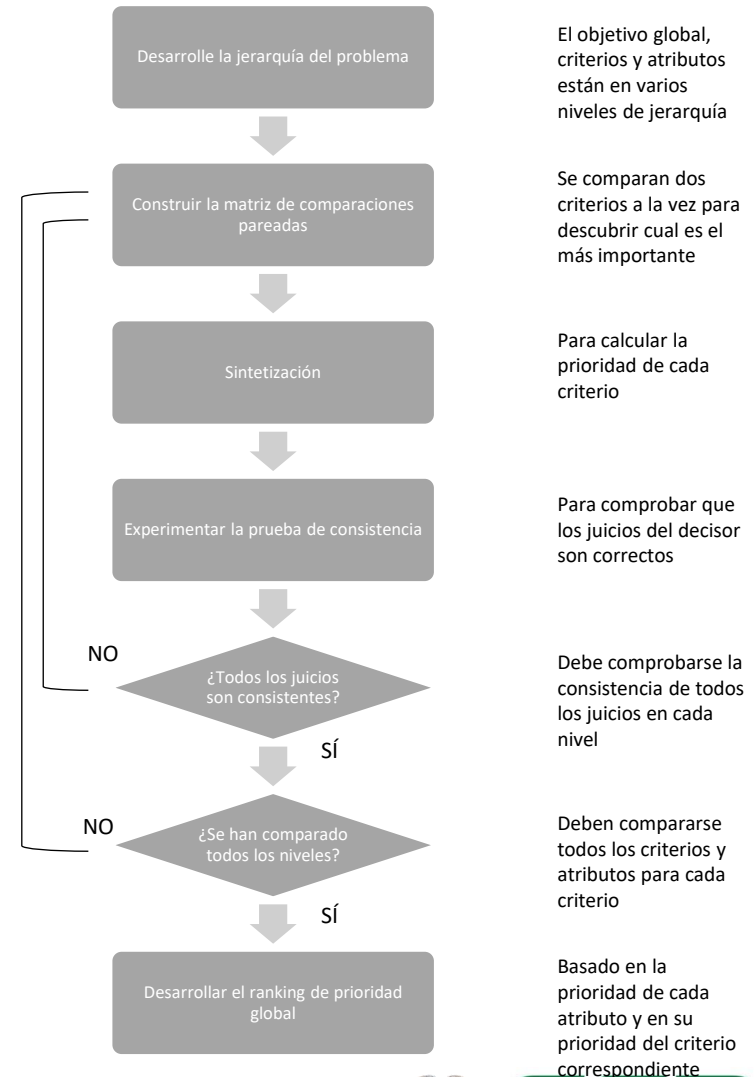 Desarrolle la jerarquía del problema
El objetivo global,
criterios y atributos
están en varios
niveles de jerarquía
Construir la matriz de comparaciones
pareadas
Se comparan dos
criterios a la vez para
descubrir cual es el
más importante
Sintetización
Para calcular la
prioridad de cada
criterio
Experimentar la prueba de consistencia
Para comprobar que
los juicios del decisor
son correctos
NO
¿Todos los juicios
son consistentes?
SÍ
Debe comprobarse la
consistencia de todos
los juicios en cada
nivel
NO
¿Se han comparado
todos los niveles?
SÍ
Deben compararse
todos los criterios y
atributos para cada
criterio
Desarrollar el ranking de prioridad
global
Basado en la
prioridad de cada
atributo y en su
prioridad del criterio
correspondiente